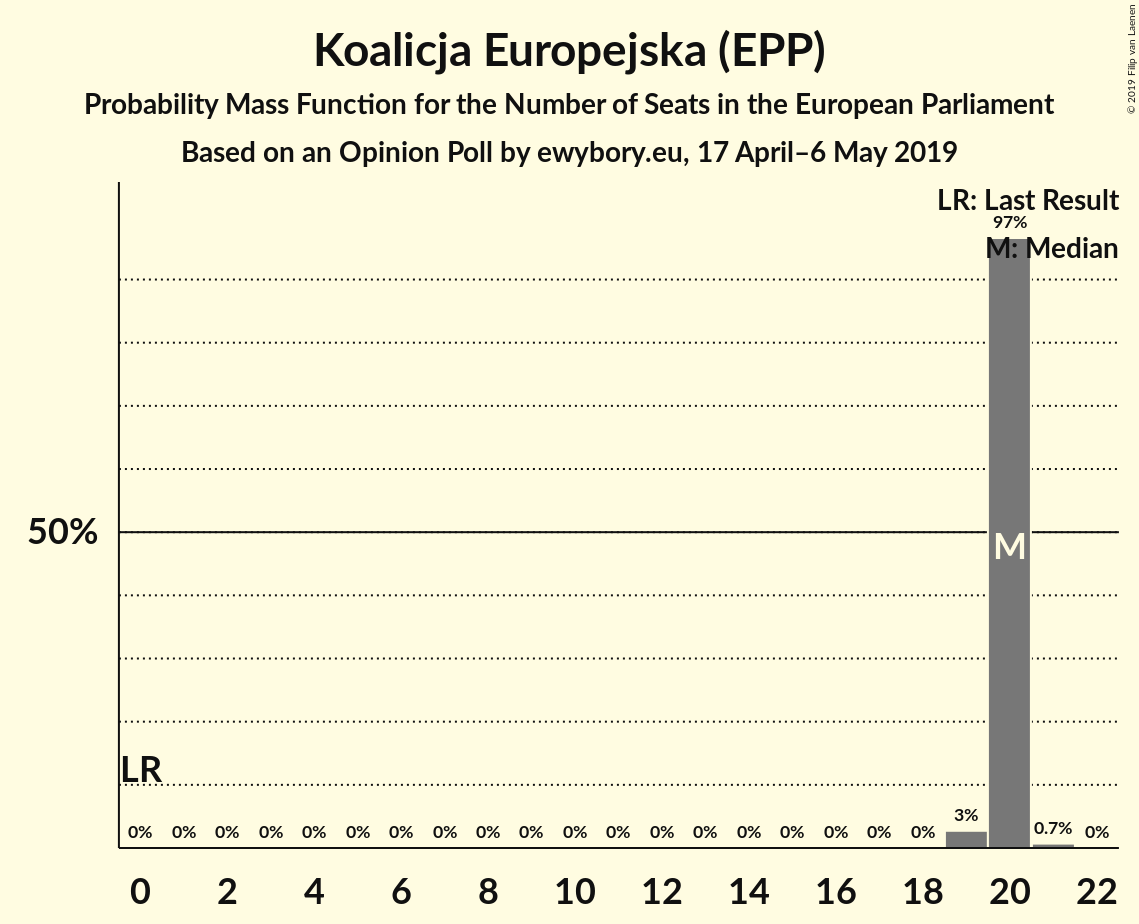 Koalicja Europejska (EPP)
Probability Mass Function for the Number of Seats in the European Parliament
Based on an Opinion Poll by ewybory.eu, 17 April–6 May 2019
© 2019 Filip van Laenen
LR: Last Result
97%
M: Median
50%
M
LR
0% 0% 0% 0% 0% 0% 0% 0% 0% 0% 0% 0% 0% 0% 0% 0% 0% 0% 0% 3% 0.7% 0%
0 2 4 6 8 10 12 14 16 18 20 22